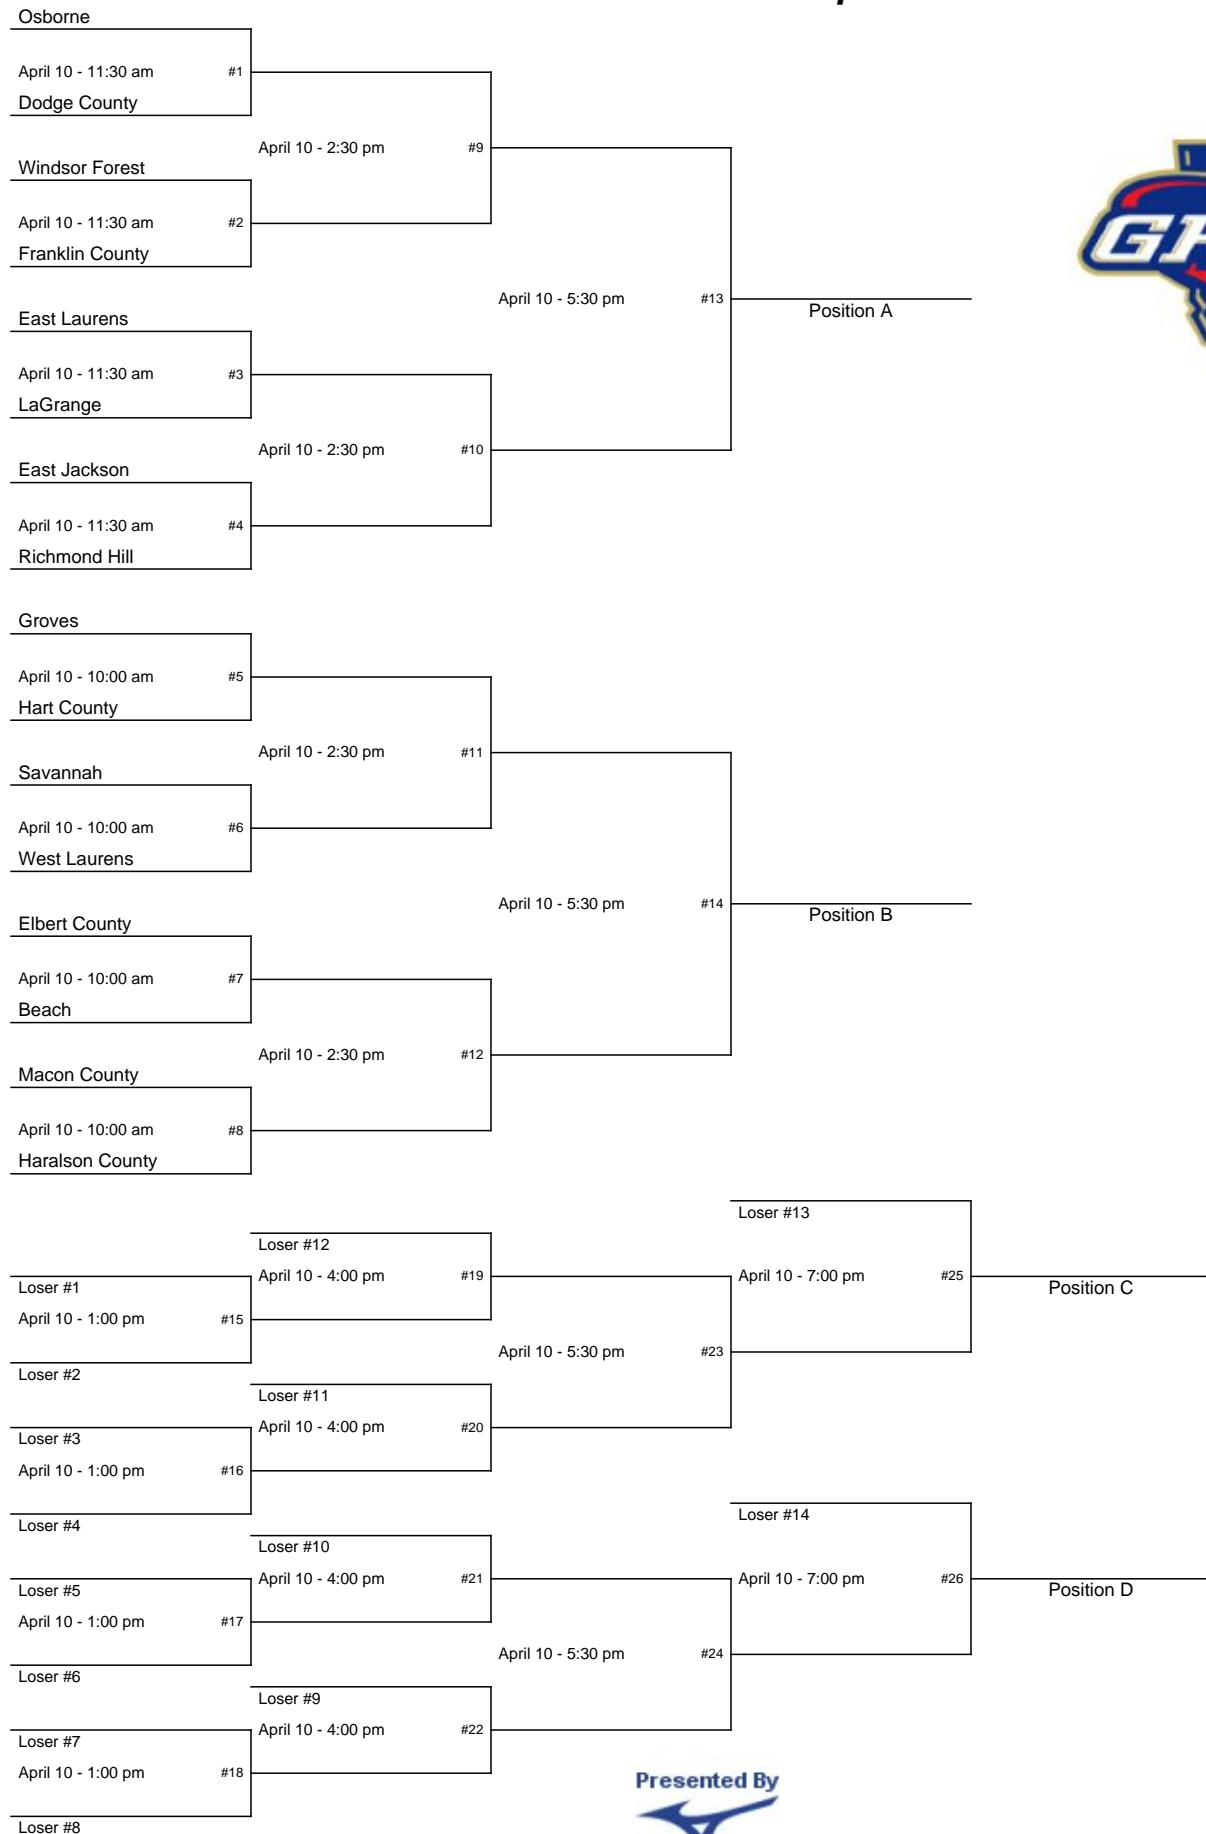 Osborne
April 10 - 11:30 am #1
Dodge County
April 10 - 2:30 pm #9
Windsor Forest
April 10 - 11:30 am #2
Franklin County
April 10 - 5:30 pm #13
Position A
East Laurens
April 10 - 11:30 am #3
LaGrange
April 10 - 2:30 pm #10
East Jackson
April 10 - 11:30 am #4
Richmond Hill
Groves
April 10 - 10:00 am #5
Hart County
April 10 - 2:30 pm #11
Savannah
April 10 - 10:00 am #6
West Laurens
April 10 - 5:30 pm #14
Position B
Elbert County
April 10 - 10:00 am #7
Beach
April 10 - 2:30 pm #12
Macon County
April 10 - 10:00 am #8
Haralson County
Loser #13
Loser #12
April 10 - 4:00 pm #19
April 10 - 7:00 pm #25
Position C
Loser #1
April 10 - 1:00 pm #15
April 10 - 5:30 pm #23
Loser #2
Loser #11
April 10 - 4:00 pm #20
Loser #3
April 10 - 1:00 pm #16
Loser #4
Loser #14
Loser #10
April 10 - 4:00 pm #21
April 10 - 7:00 pm #26
Position D
Loser #5
April 10 - 1:00 pm #17
April 10 - 5:30 pm #24
Loser #6
Loser #9
April 10 - 4:00 pm #22
Loser #7
April 10 - 1:00 pm #18
Loser #8
Presented By